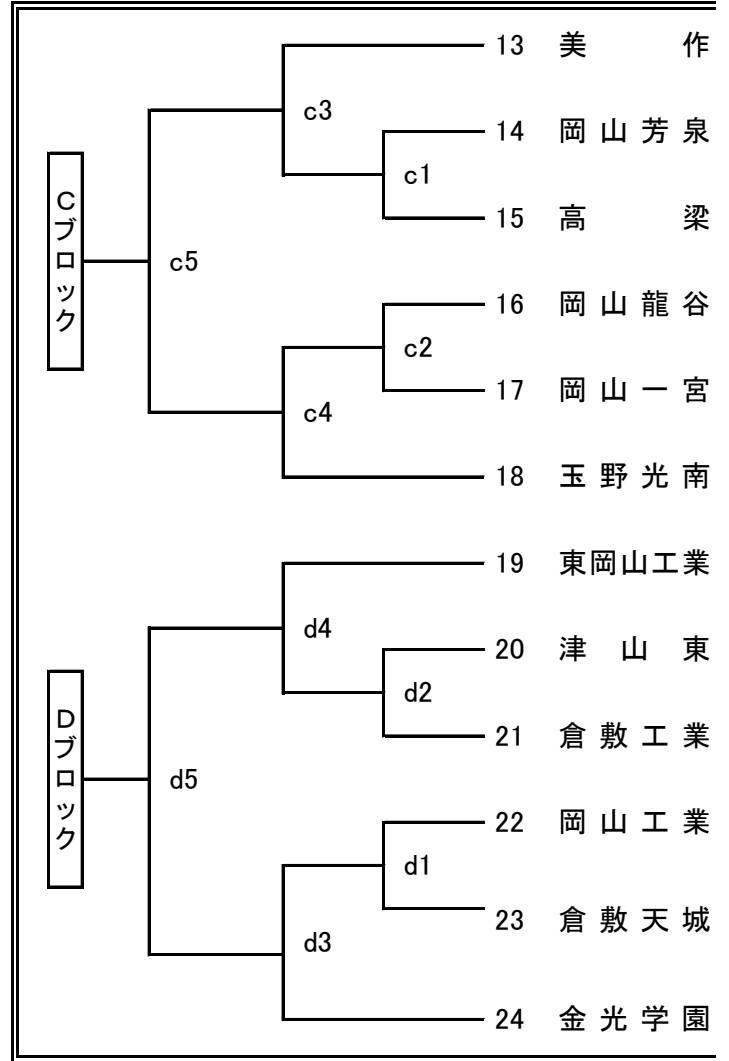 13 美作
c3
14 岡山芳泉
c1
15 高梁
Cブロック
c5
16 岡山龍谷
c2
17 岡山一宮
c4
18 玉野光南
19 東岡山工業
d4
20 津山東
d2
21 倉敷工業
Dブロック
d5
22 岡山工業
d1
23 倉敷天城
d3
24 金光学園